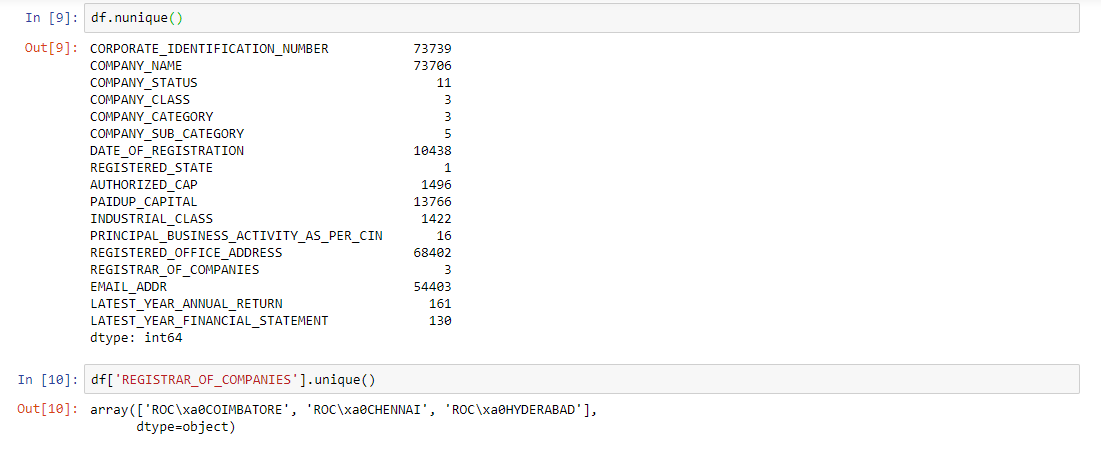 In [9]: df.nunique()
Out[9]: CORPORATE_IDENTIFICATION_NUMBER 73739
COMPANY_NAME 73706
COMPANY_STATUS 11
COMPANY_CLASS 3
COMPANY_CATEGORY 3
COMPANY_SUB_CATEGORY 5
DATE_OF_REGISTRATION 10438
REGISTERED_STATE 1
AUTHORIZED_CAP 1496
PAIDUP_CAPITAL 13766
INDUSTRIAL_CLASS 1422
PRINCIPAL_BUSINESS_ACTIVITY_AS_PER_CIN 16
REGISTERED_OFFICE_ADDRESS 68402
REGISTRAR_OF_COMPANIES 3
EMAIL_ADDR 54403
LATEST_YEAR_ANNUAL_RETURN 161
LATEST_YEAR_FINANCIAL_STATEMENT 130
dtype: int64
In [10]: df['REGISTRAR_OF_COMPANIES'].unique()
Out[10]: array(['ROC\xa0COIMBATORE', 'ROC\xa0CHENNAI', 'ROC\xa0HYDERABAD'],
dtype=object)